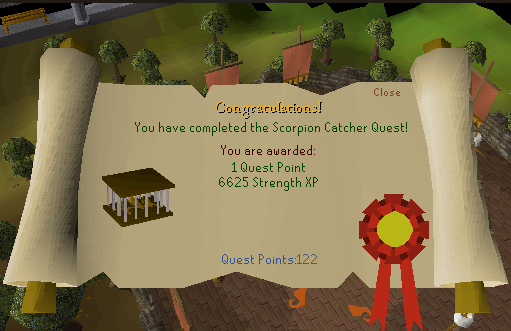 Close
Congratulations!
You have completed the Scorpion Catcher Quest!
You are awarded:
1 Quest Point
6625 Strength XP
Quest Points:122